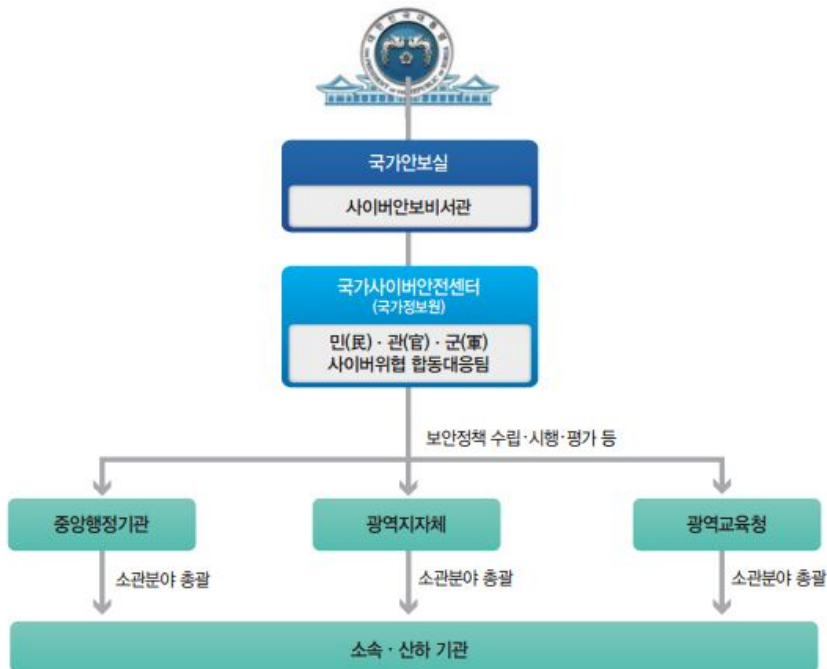 국가안보실
사이버안보비서관
국가사이버안전센터
(국가정보원)
민(民) · 관(官) · 군(軍)
사이버위협 합동대응팀
보안정책 수립·시행·평가 등
중앙행정기관
광역지자체
광역교육청
소관분야 총괄
소관분야 총괄
소관분야 총괄
소속 · 산하 기관